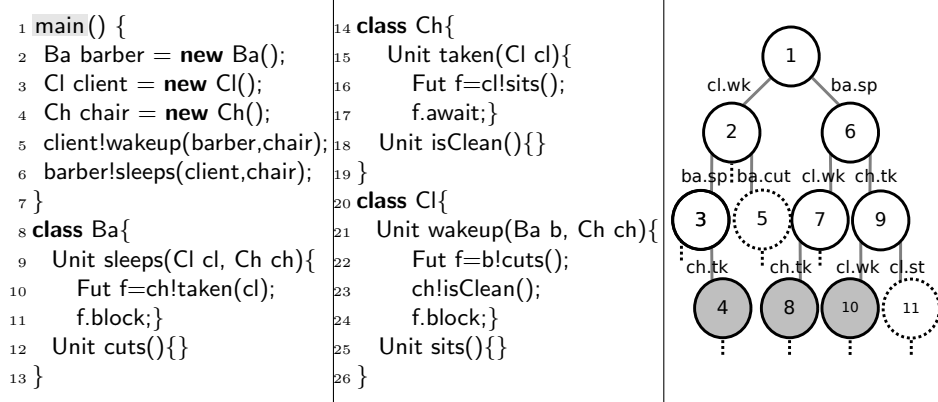 1 main() {
2 Ba barber = new Ba();
3 Cl client = new Cl();
4 Ch chair = new Ch();
5 client!wakeup(barber,chair);
6 barber!sleeps(client,chair);
7 }
8 class Ba{
9 Unit sleeps(Cl cl, Ch ch){
10 Fut f=ch!taken(cl);
11 f.block;}
12 Unit cuts(){}
13 }
14 class Ch{
15 Unit taken(Cl cl){
16 Fut f=cl!sits();
17 f.await;}
18 Unit isClean(){}
19 }
20 class Cl{
21 Unit wakeup(Ba b, Ch ch){
22 Fut f=b!cuts();
23 ch!isClean();
24 f.block;}
25 Unit sits(){}
26 }
1
cl.wk ba.sp
2 6
ba.sp ba.cut cl.wk ch.tk
3 5 7 9
ch.tk ch.tk cl.wk cl.st
4 8 10 11